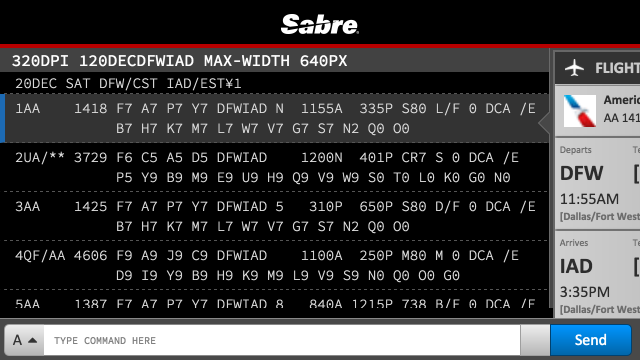 Sabre
320DPI 120DECDFWIAD MAX-WIDTH 640PX
20DEC SAT DFW/CST IAD/EST¥1
1AA 1418 F7 A7 P7 Y7 DFWIAD N 1155A 335P S80 L/F 0 DCA /E
B7 H7 K7 M7 L7 W7 V7 G7 S7 N2 Q0 O0
2UA/** 3729 F6 C5 A5 D5 DFWIAD 1200N 401P CR7 S 0 DCA /E
P5 Y9 B9 M9 E9 U9 H9 Q9 V9 W9 S0 T0 L0 K0 G0 N0
3AA 1425 F7 A7 P7 Y7 DFWIAD 5 310P 650P S80 D/F 0 DCA /E
B7 H7 K7 M7 L7 W7 V7 G7 S7 N2 Q0 O0
4QF/AA 4606 F9 A9 J9 C9 DFWIAD 1100A 250P M80 M 0 DCA /E
D9 I9 Y9 B9 H9 K9 M9 L9 V9 S9 N0 Q0 O0 G0
5AA 1387 F7 A7 P7 Y7 DFWIAD 8 840A 1215P 738 B/F 0 DCA /E
FLIGHT
Americ
AA 141
Departs Te
DFW [
11:55AM
[Dallas/Fort West
Arrives Te
IAD [
3:35PM
[Dallas/Fort West
A TYPE COMMAND HERE Send